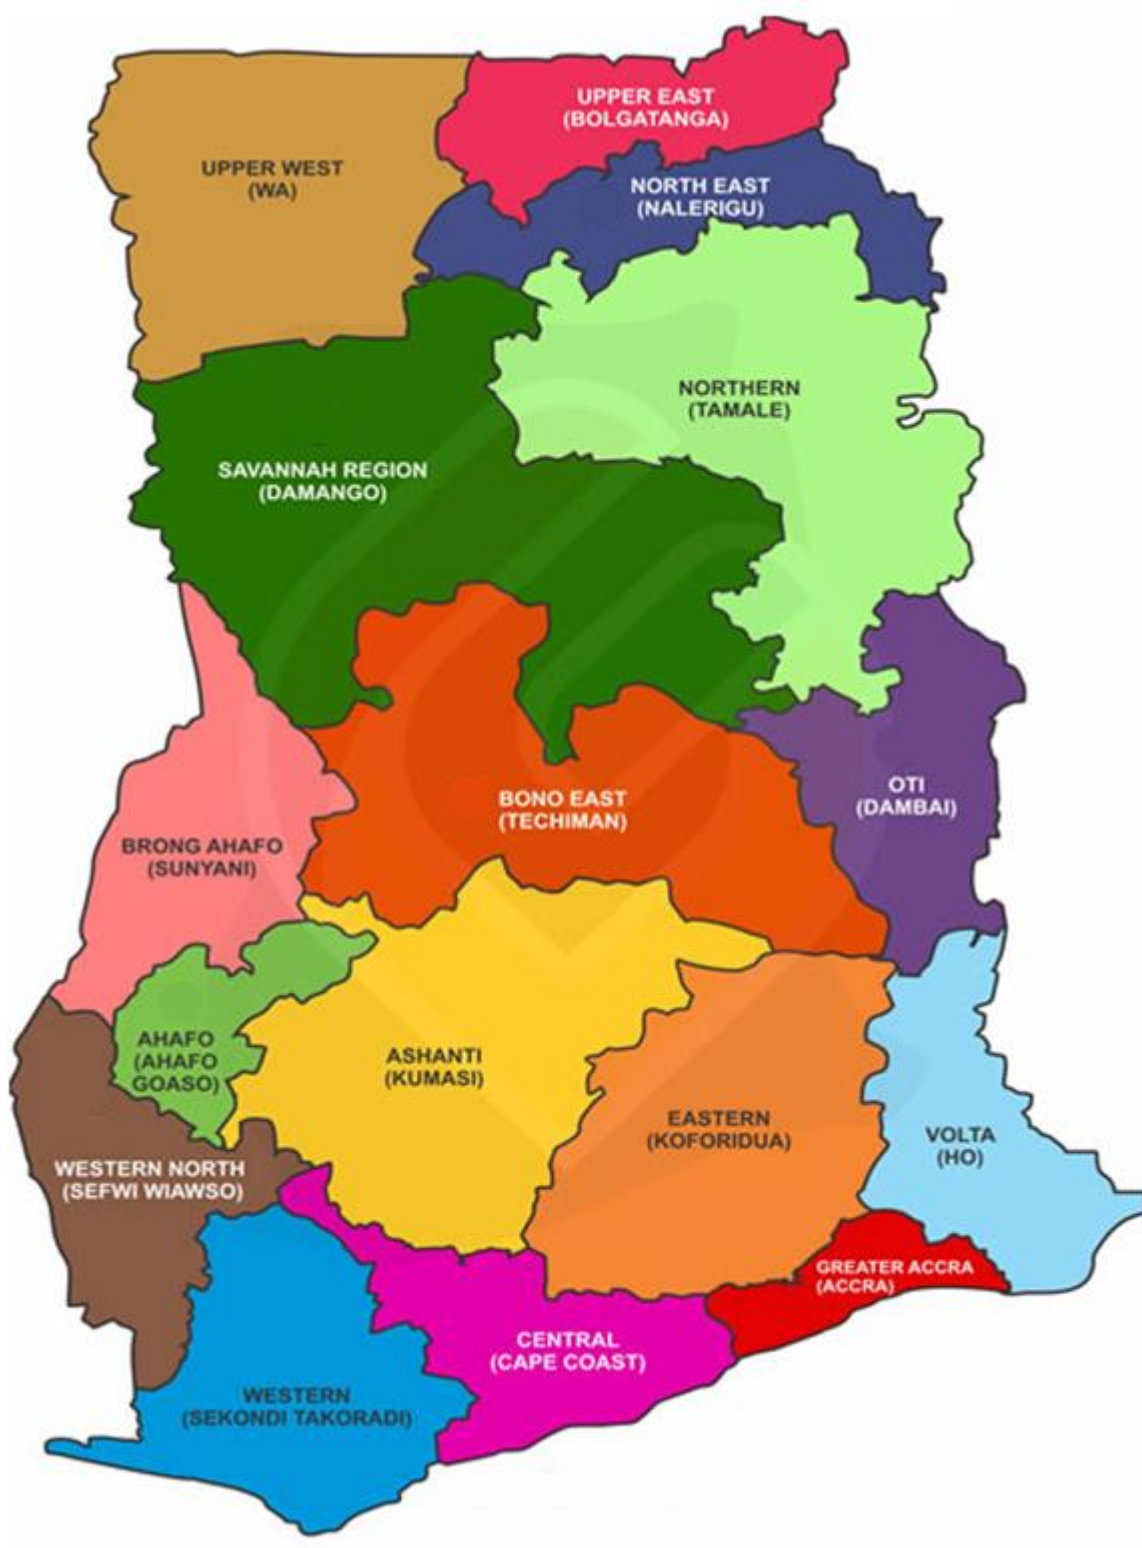 UPPER EAST
(BOLGATANGA)
UPPER WEST
(WA)
NORTH EAST
(NALERIGU)
NORTHERN
(TAMALE)
SAVANNAH REGION
(DAMANGO)
OTI
(DAMBAI)
BONO EAST
(TECHIMAN)
BRONG AHAFO
(SUNYANI)
AHAFO
(AHAFO
GOASO)
ASHANTI
(KUMASI)
EASTERN
(KOFORIDUA)
VOLTA
(HO)
WESTERN NORTH
(SEFWI WIAWSO)
GREATER ACCRA
(ACCRA)
CENTRAL
(CAPE COAST)
WESTERN
(SEKONDI TAKORADI)